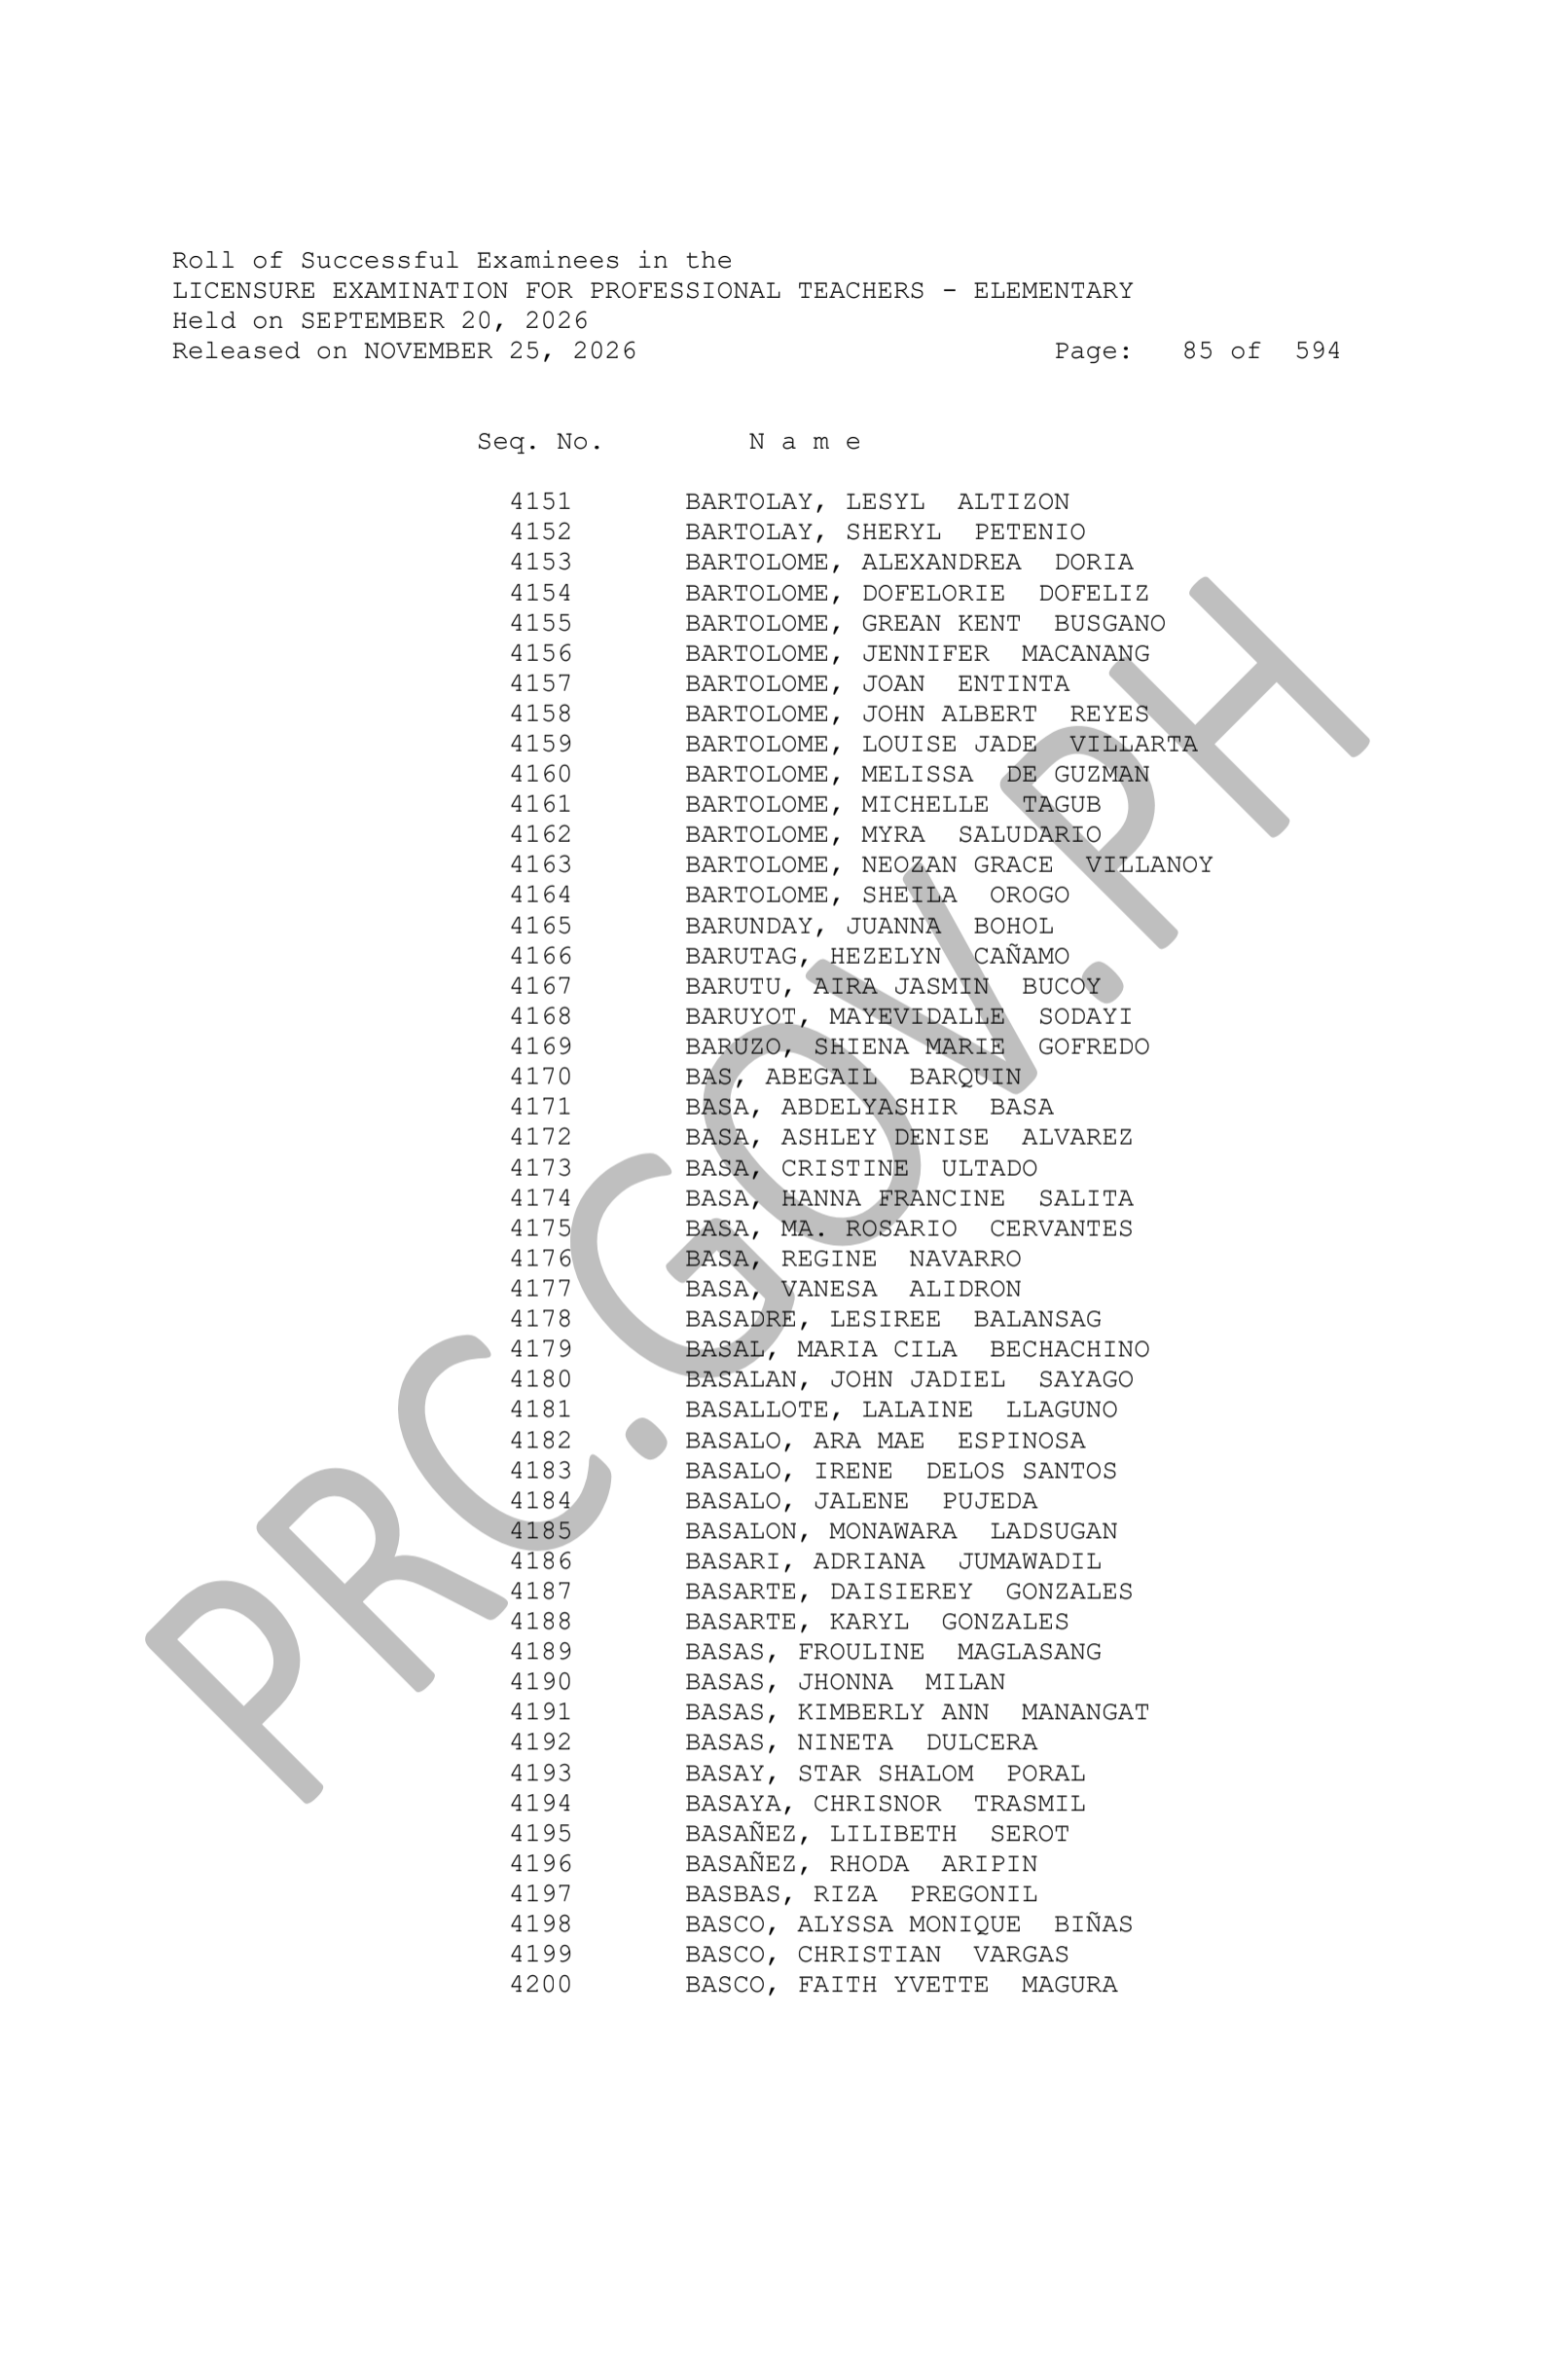 Roll of Successful Examinees in the
LICENSURE EXAMINATION FOR PROFESSIONAL TEACHERS - ELEMENTARY
Held on SEPTEMBER 20, 2026
Released on NOVEMBER 25, 2026 Page: 85 of 594
Seq. No. N a m e
4151 BARTOLAY, LESYL ALTIZON
4152 BARTOLAY, SHERYL PETENIO
4153 BARTOLOME, ALEXANDREA DORIA
4154 BARTOLOME, DOFELORIE DOFELIZ
4155 BARTOLOME, GREAN KENT BUSGANO
4156 BARTOLOME, JENNIFER MACANANG
4157 BARTOLOME, JOAN ENTINTA
4158 BARTOLOME, JOHN ALBERT REYES
4159 BARTOLOME, LOUISE JADE VILLARTA
4160 BARTOLOME, MELISSA DE GUZMAN
4161 BARTOLOME, MICHELLE TAGUB
4162 BARTOLOME, MYRA SALUDARIO
4163 BARTOLOME, NEOZAN GRACE VILLANOY
4164 BARTOLOME, SHEILA OROGO
4165 BARUNDAY, JUANNA BOHOL
4166 BARUTAG, HEZELYN CAÑAMO
4167 BARUTU, AIRA JASMIN BUCOY
4168 BARUYOT, MAYEVIDALLE SODAYI
4169 BARUZO, SHIENA MARIE GOFREDO
4170 BAS, ABEGAIL BARQUIN
4171 BASA, ABDELYASHIR BASA
4172 BASA, ASHLEY DENISE ALVAREZ
4173 BASA, CRISTINE ULTADO
4174 BASA, HANNA FRANCINE SALITA
4175 BASA, MA. ROSARIO CERVANTES
4176 BASA, REGINE NAVARRO
4177 BASA, VANESA ALIDRON
4178 BASADRE, LESIREE BALANSAG
4179 BASAL, MARIA CILA BECHACHINO
4180 BASALAN, JOHN JADIEL SAYAGO
4181 BASALLOTE, LALAINE LLAGUNO
4182 BASALO, ARA MAE ESPINOSA
4183 BASALO, IRENE DELOS SANTOS
4184 BASALO, JALENE PUJEDA
4185 BASALON, MONAWARA LADSUGAN
4186 BASARI, ADRIANA JUMAWADIL
4187 BASARTE, DAISIEREY GONZALES
4188 BASARTE, KARYL GONZALES
4189 BASAS, FROULINE MAGLASANG
4190 BASAS, JHONNA MILAN
4191 BASAS, KIMBERLY ANN MANANGAT
4192 BASAS, NINETA DULCERA
4193 BASAY, STAR SHALOM PORAL
4194 BASAYA, CHRISNOR TRASMIL
4195 BASAÑEZ, LILIBETH SEROT
4196 BASAÑEZ, RHODA ARIPIN
4197 BASBAS, RIZA PREGONIL
4198 BASCO, ALYSSA MONIQUE BIÑAS
4199 BASCO, CHRISTIAN VARGAS
4200 BASCO, FAITH YVETTE MAGURA
PRC.GOV.PH